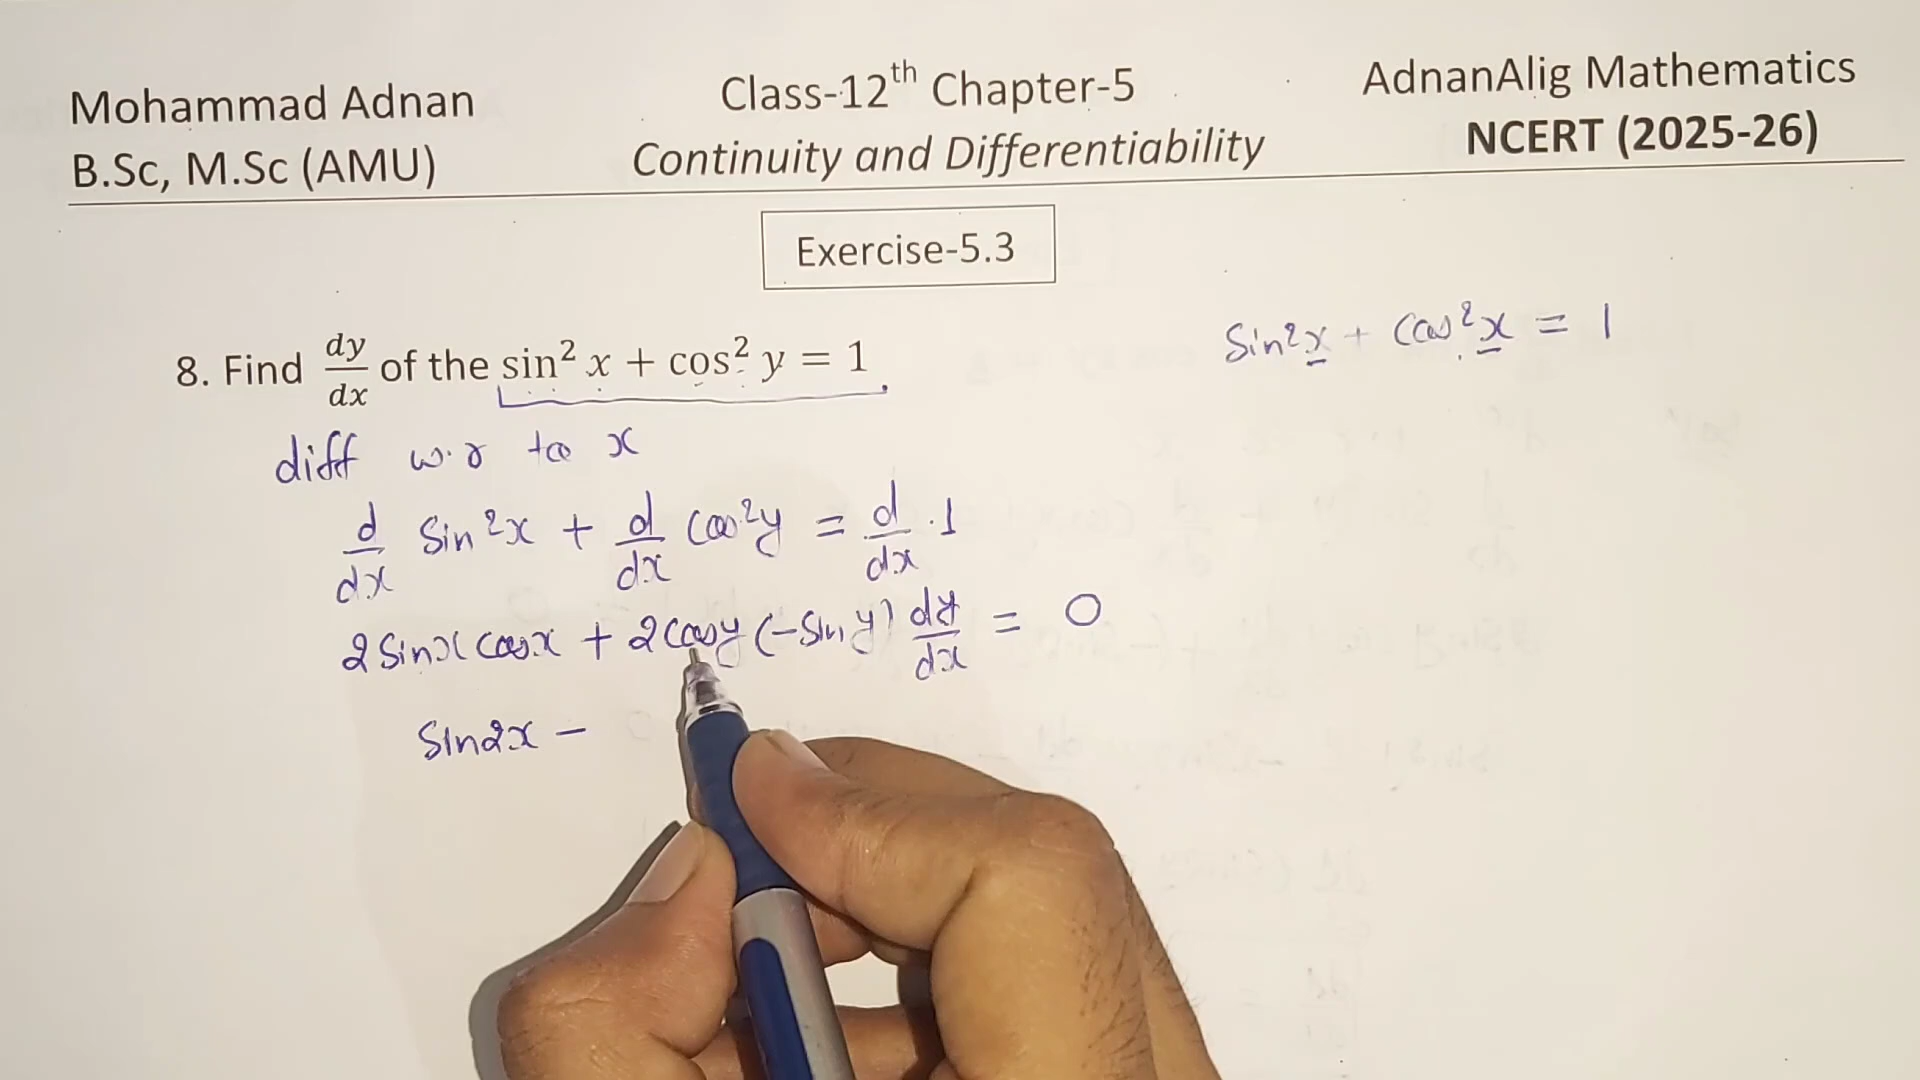 Mohammad Adnan
B.Sc, M.Sc (AMU)
Class-12th Chapter-5
Continuity and Differentiability
AdnanAlig Mathematics
NCERT (2025-26)
Exercise-5.3
8. Find dy/dx of the sin² x + cos² y = 1
Sin²x + Cos²x = 1
diff w.r to x
d/dx Sin²x + d/dx Cos²y = d/dx .1
2 Sinx Cosx + 2 Cosy (-Siny) dy/dx = 0
Sin2x -